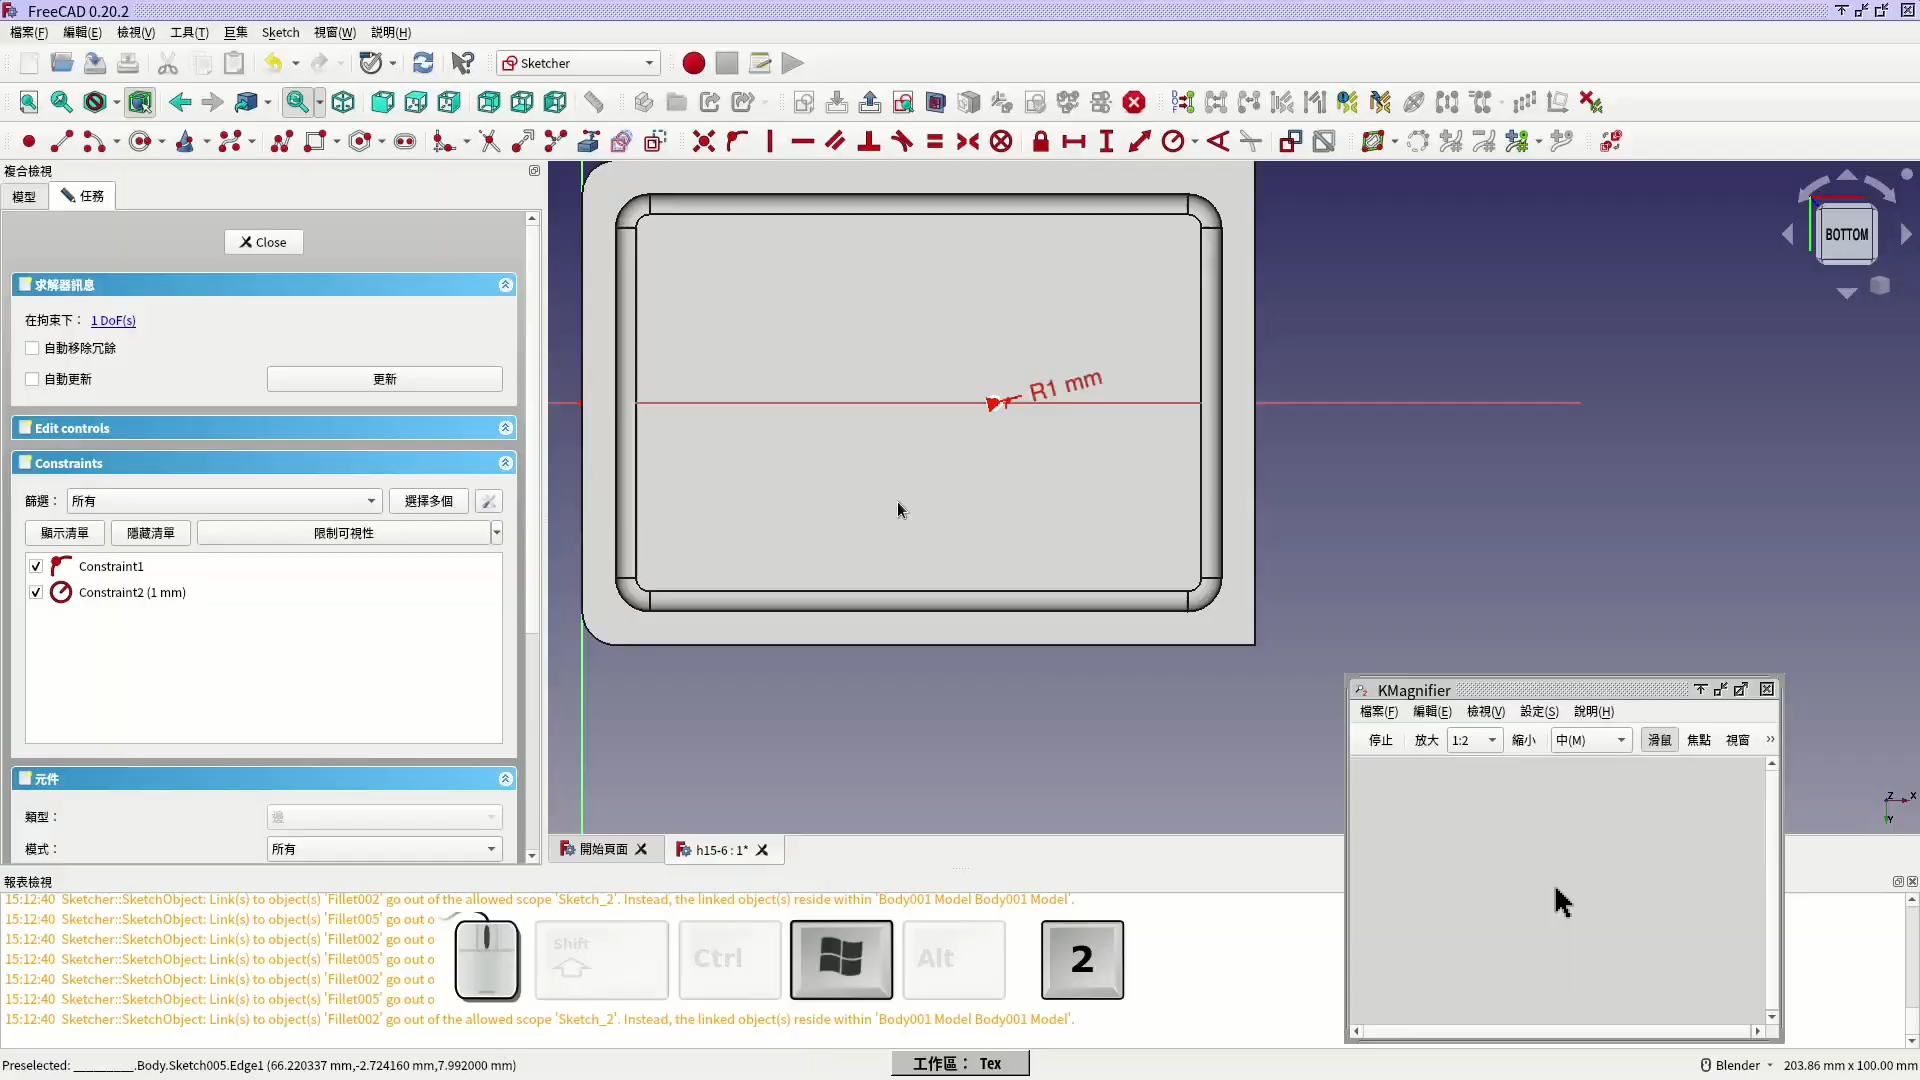 FreeCAD 0.20.2
檔案(F) 編輯(E) 檢視(V) 工具(T) 巨集 Sketch 視窗(W) 說明(H)
Sketcher
複合檢視
模型 任務
Close
求解器訊息
在拘束下： 1 DoF(s)
自動移除冗餘
自動更新 更新
Edit controls
Constraints
篩選： 所有 選擇多個
顯示清單 隱藏清單 限制可視性
Constraint1
Constraint2 (1 mm)
元件
類型： 邊
模式： 所有
R1 mm
BOTTOM
Z X
Y
開始頁面 h15-6 : 1*
KMagnifier
檔案(F) 編輯(E) 檢視(V) 設定(S) 說明(H)
停止 放大 1:2 縮小 中(M) 滑鼠 焦點 視窗 »
報表檢視
15:12:40 Sketcher::SketchObject: Link(s) to object(s) 'Fillet002' go out of the allowed scope 'Sketch_2'. Instead, the linked object(s) reside within 'Body001 Model Body001 Model'.
15:12:40 Sketcher::SketchObject: Link(s) to object(s) 'Fillet005' go out o
15:12:40 Sketcher::SketchObject: Link(s) to object(s) 'Fillet002' go out o
15:12:40 Sketcher::SketchObject: Link(s) to object(s) 'Fillet005' go out o
15:12:40 Sketcher::SketchObject: Link(s) to object(s) 'Fillet002' go out o
15:12:40 Sketcher::SketchObject: Link(s) to object(s) 'Fillet005' go out o
15:12:40 Sketcher::SketchObject: Link(s) to object(s) 'Fillet002' go out of the allowed scope 'Sketch_2'. Instead, the linked object(s) reside within 'Body001 Model Body001 Model'.
Shift Ctrl Alt 2
Preselected: _________.Body.Sketch005.Edge1 (66.220337 mm,-2.724160 mm,7.992000 mm)
工作區： Tex
Blender 203.86 mm x 100.00 mm